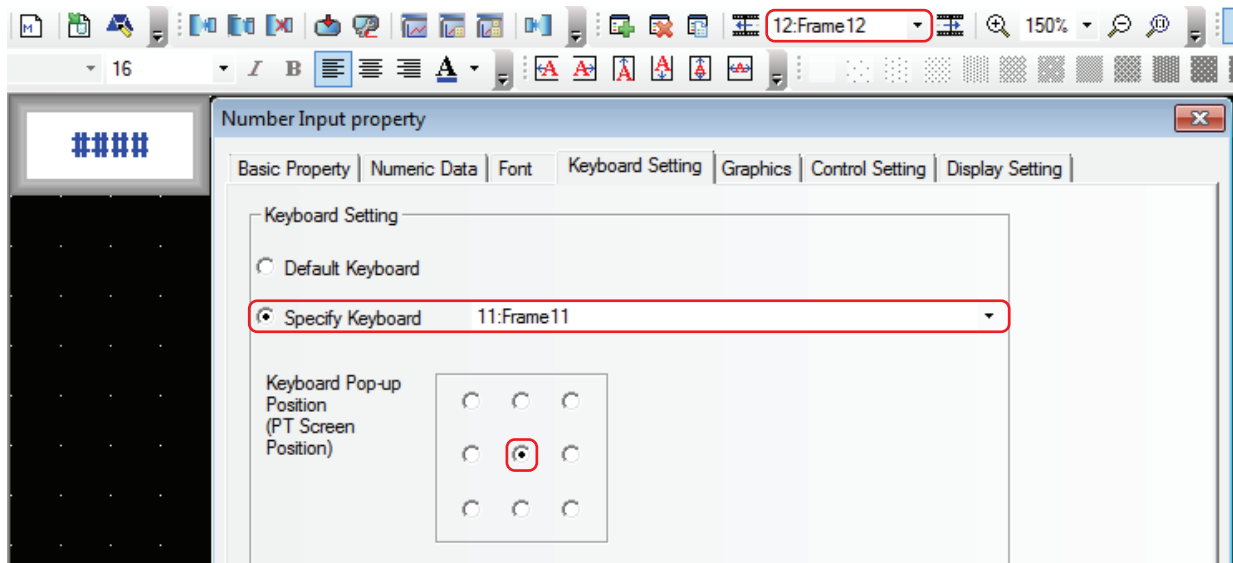 12:Frame12
150%
16
I B A
####
Number Input property
Basic Property Numeric Data Font Keyboard Setting Graphics Control Setting Display Setting
Keyboard Setting
Default Keyboard
Specify Keyboard 11:Frame11
Keyboard Pop-up
Position
(PT Screen
Position)